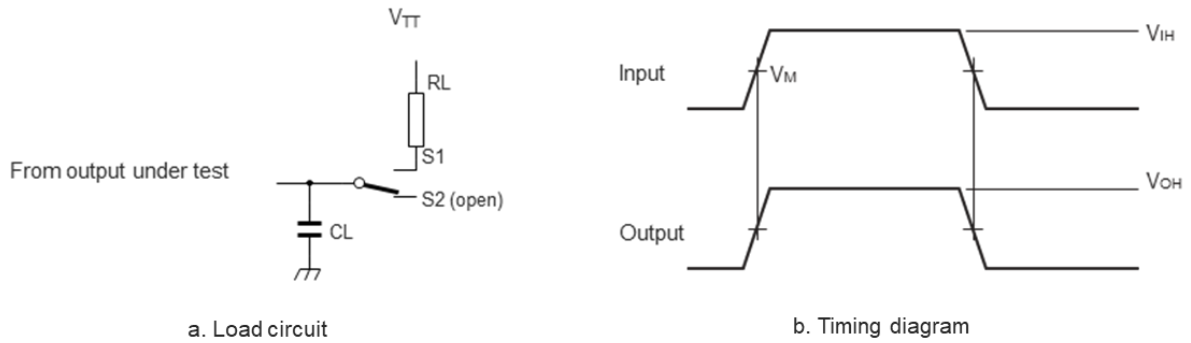 VTT
RL
S1
From output under test
S2 (open)
CL
a. Load circuit
VIH
Input
VM
VOH
Output
b. Timing diagram